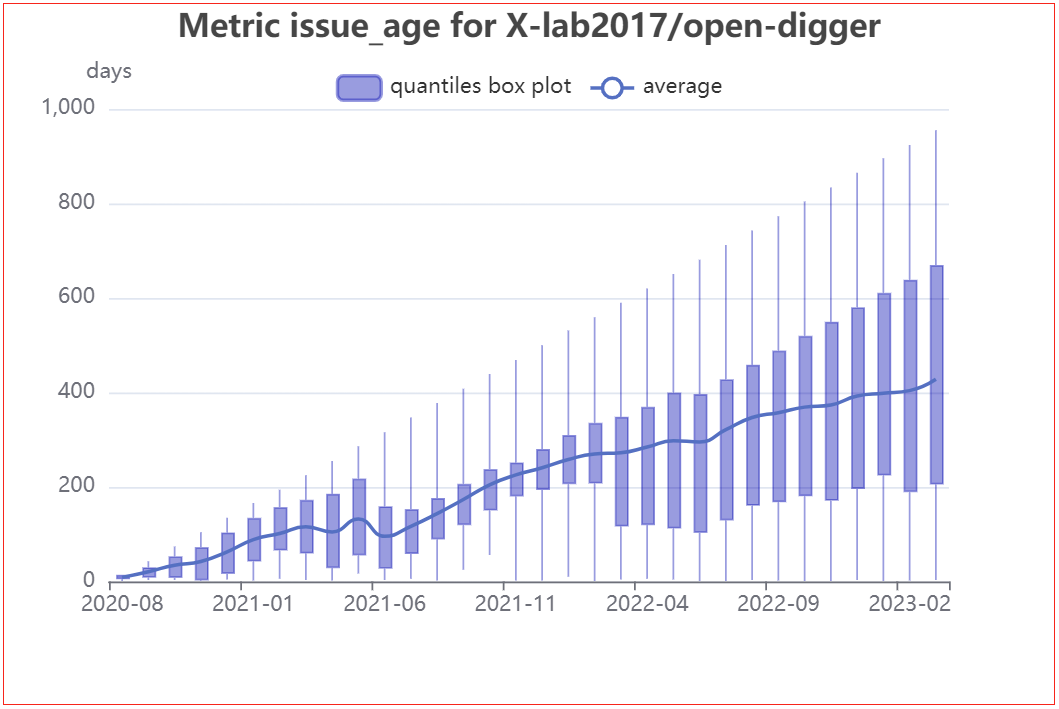 Metric issue_age for X-lab2017/open-digger
days
quantiles box plot average
1,000
800
600
400
200
0
2020-08 2021-01 2021-06 2021-11 2022-04 2022-09 2023-02